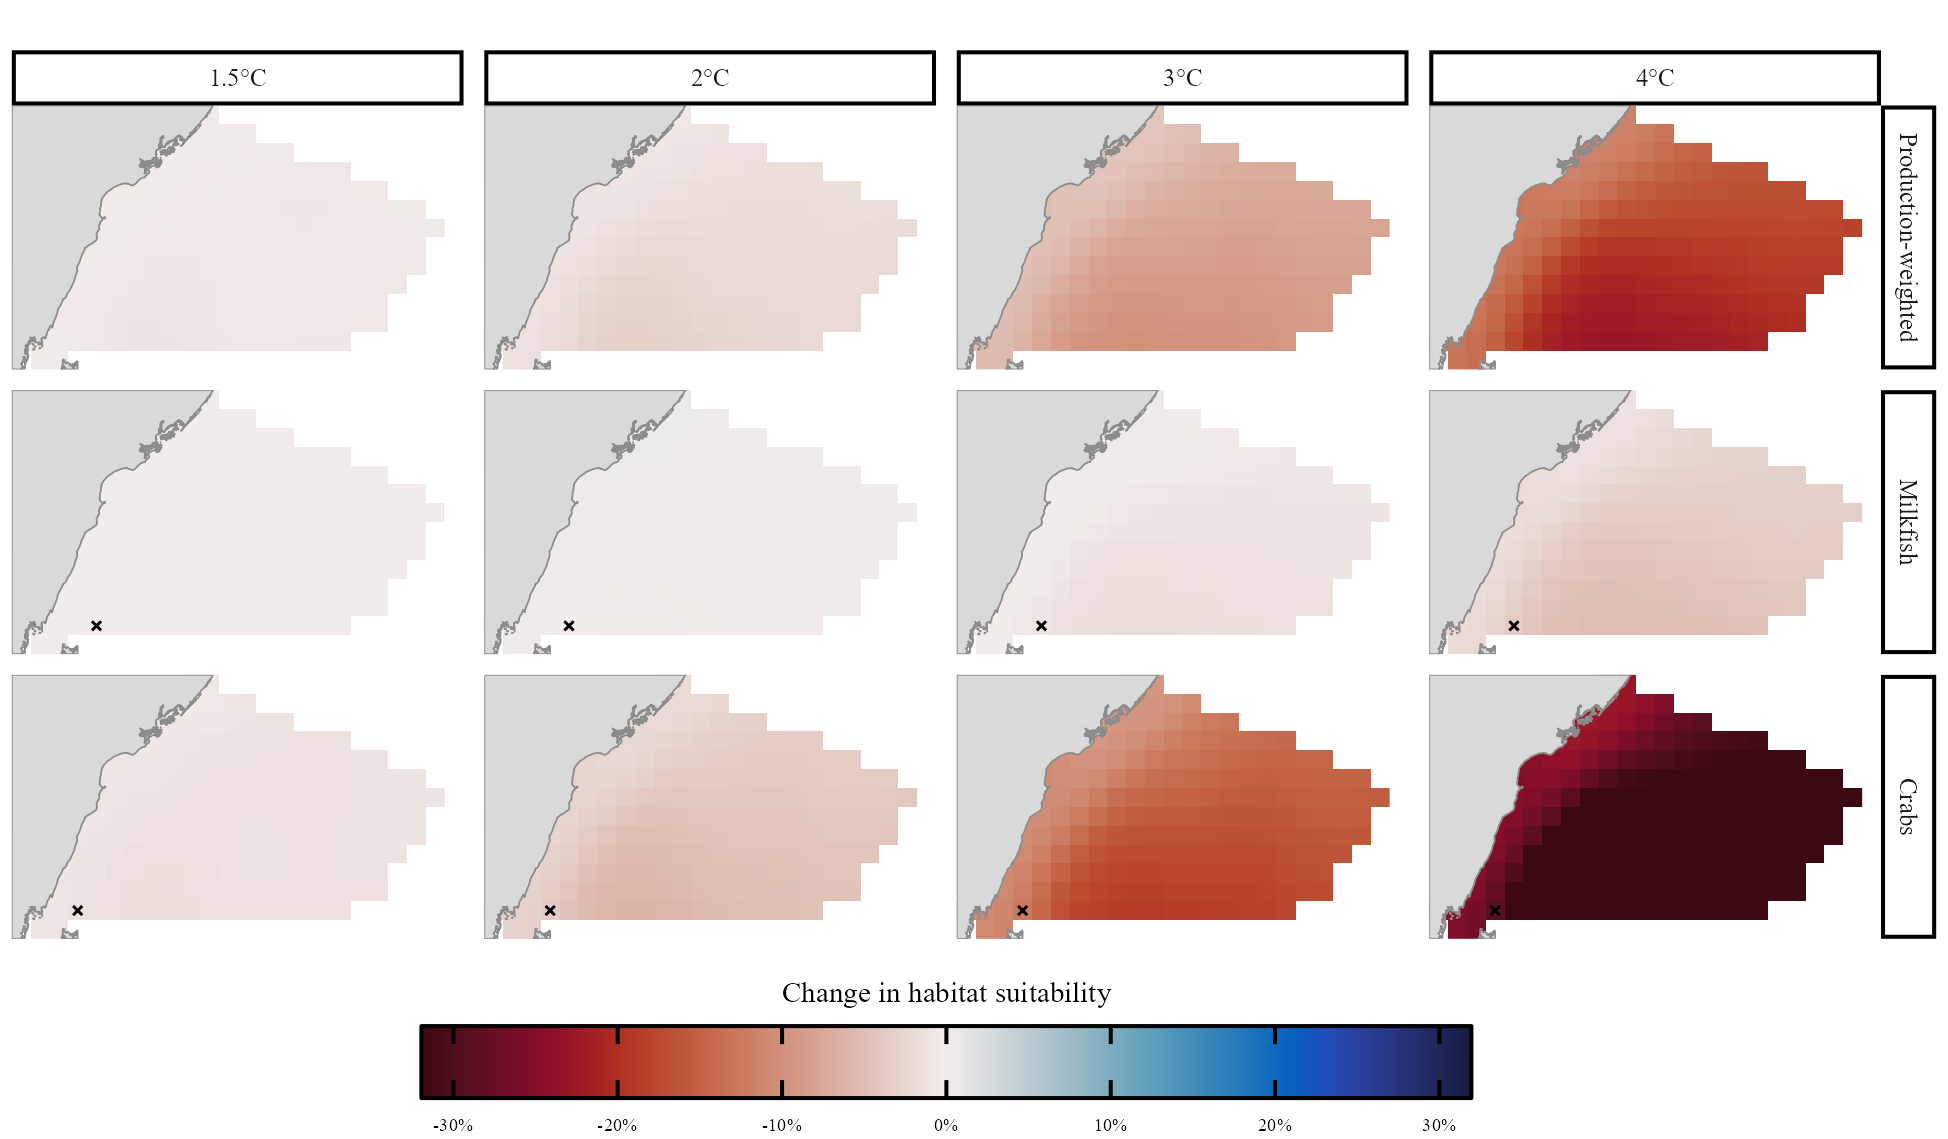 1.5°C
2°C
3°C
4°C
Production-weighted
Milkfish
Crabs
Change in habitat suitability
-30%
-20%
-10%
0%
10%
20%
30%